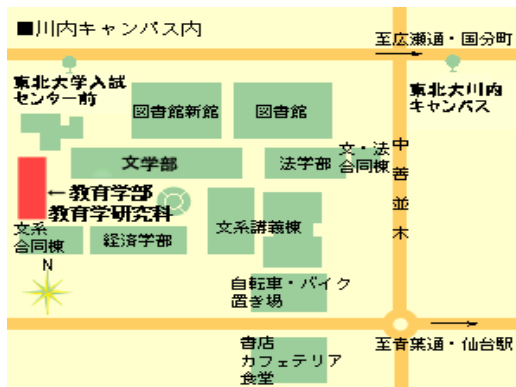 ■川内キャンパス内
至広瀬通・国分町
東北大学入試
センター前
東北大川内
キャンパス
図書館新館
図書館
文学部
法学部
文・法
合同棟
中善並木
←教育学部
教育学研究科
文系
合同棟
経済学部
文系講義棟
N
自転車・バイク
置き場
至青葉通・仙台駅
書店
カフェテリア
食堂